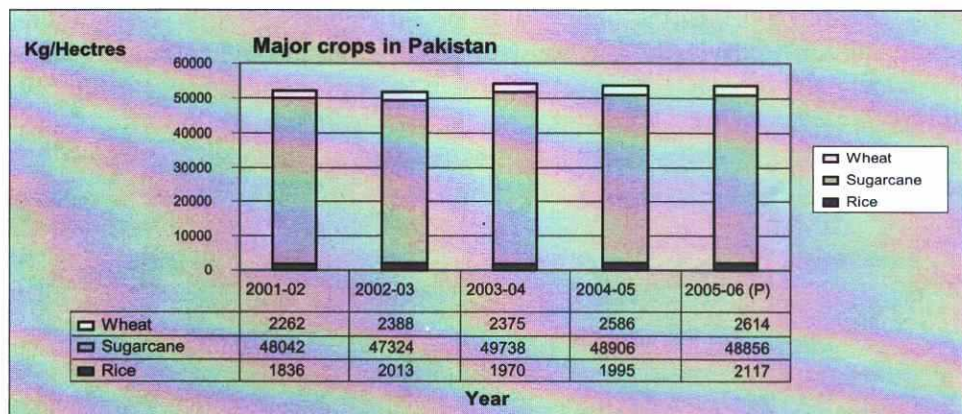 Kg/Hectres
Major crops in Pakistan
60000
50000
40000
30000
20000
10000
0
Wheat
Sugarcane
Rice
2001-02 2002-03 2003-04 2004-05 2005-06 (P)
Wheat 2262 2388 2375 2586 2614
Sugarcane 48042 47324 49738 48906 48856
Rice 1836 2013 1970 1995 2117
Year